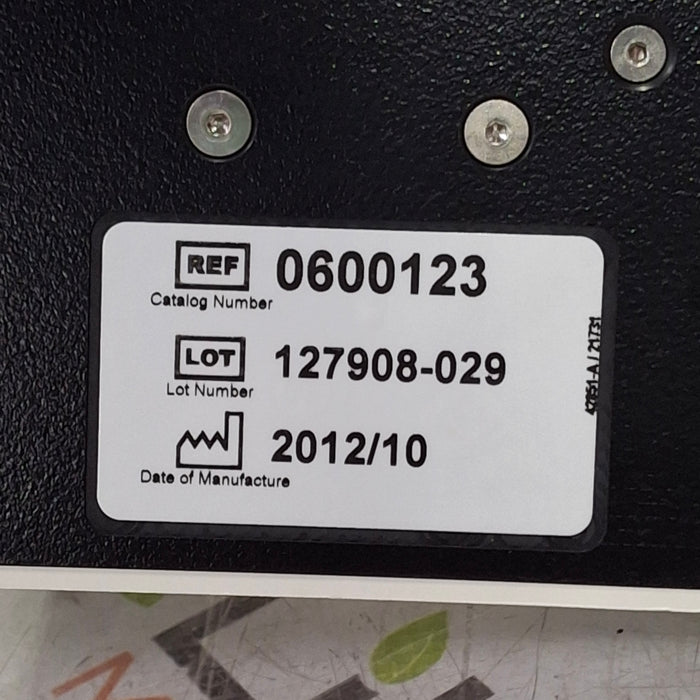 REF 0600123
Catalog Number
LOT 127908-029
Lot Number
2012/10
Date of Manufacture